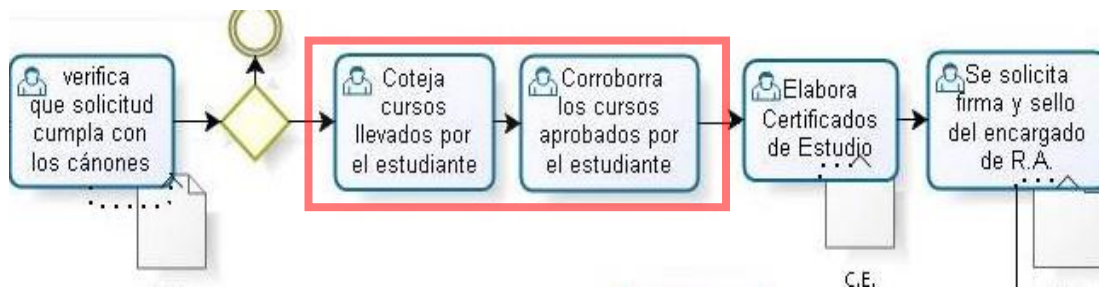 verifica
que solicitud
cumpla con
los cánones
Coteja
cursos
llevados por
el estudiante
Corroborra
los cursos
aprobados por
el estudiante
Elabora
Certificados
de Estudio
Se solicita
firma y sello
del encargado
de R.A.
C.E.